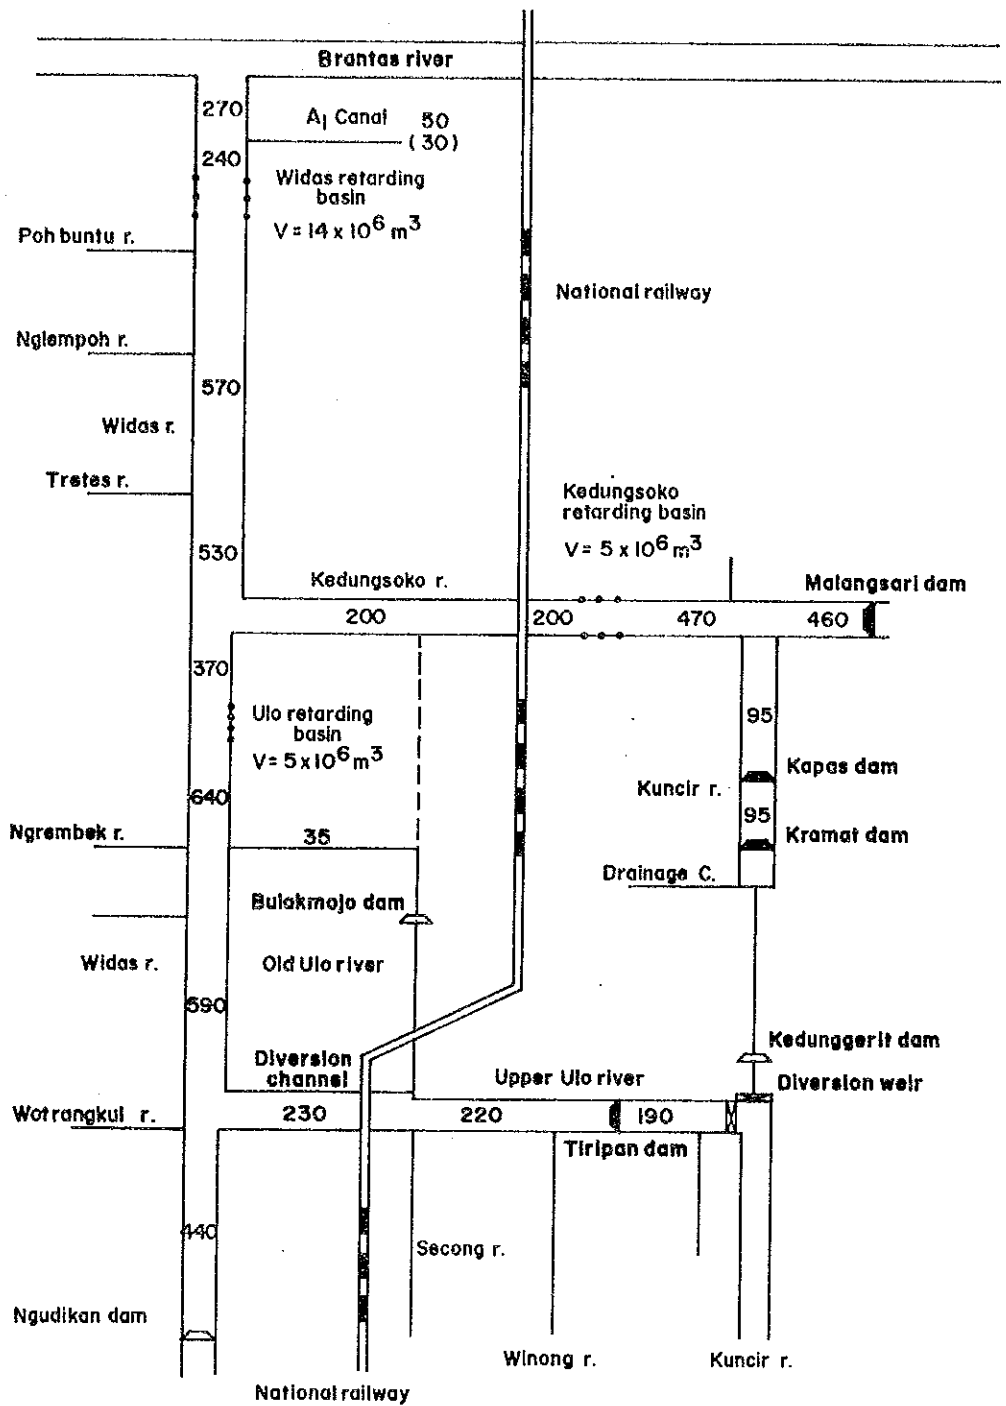 Brantas river
270
A1 Canal 50
(30)
240
Widas retarding
basin
V = 14 x 10^6 m^3
Poh buntu r.
National railway
Nglempoh r.
570
Widas r.
Tretes r.
Kedungsoko
retarding basin
V = 5 x 10^6 m^3
530
Kedungsoko r.
Malangsari dam
200
200
470
460
370
Ulo retarding
basin
V = 5 x 10^6 m^3
95
Kapas dam
Kuncir r.
640
95
Ngrembek r.
35
Kramat dam
Drainage C.
Bulakmojo dam
Widas r.
Old Ulo river
590
Kedunggerit dam
Diversion
channel
Upper Ulo river
Diversion weir
Wotrangkul r.
230
220
190
Tiripan dam
440
Secong r.
Ngudikan dam
Winong r.
Kuncir r.
National railway